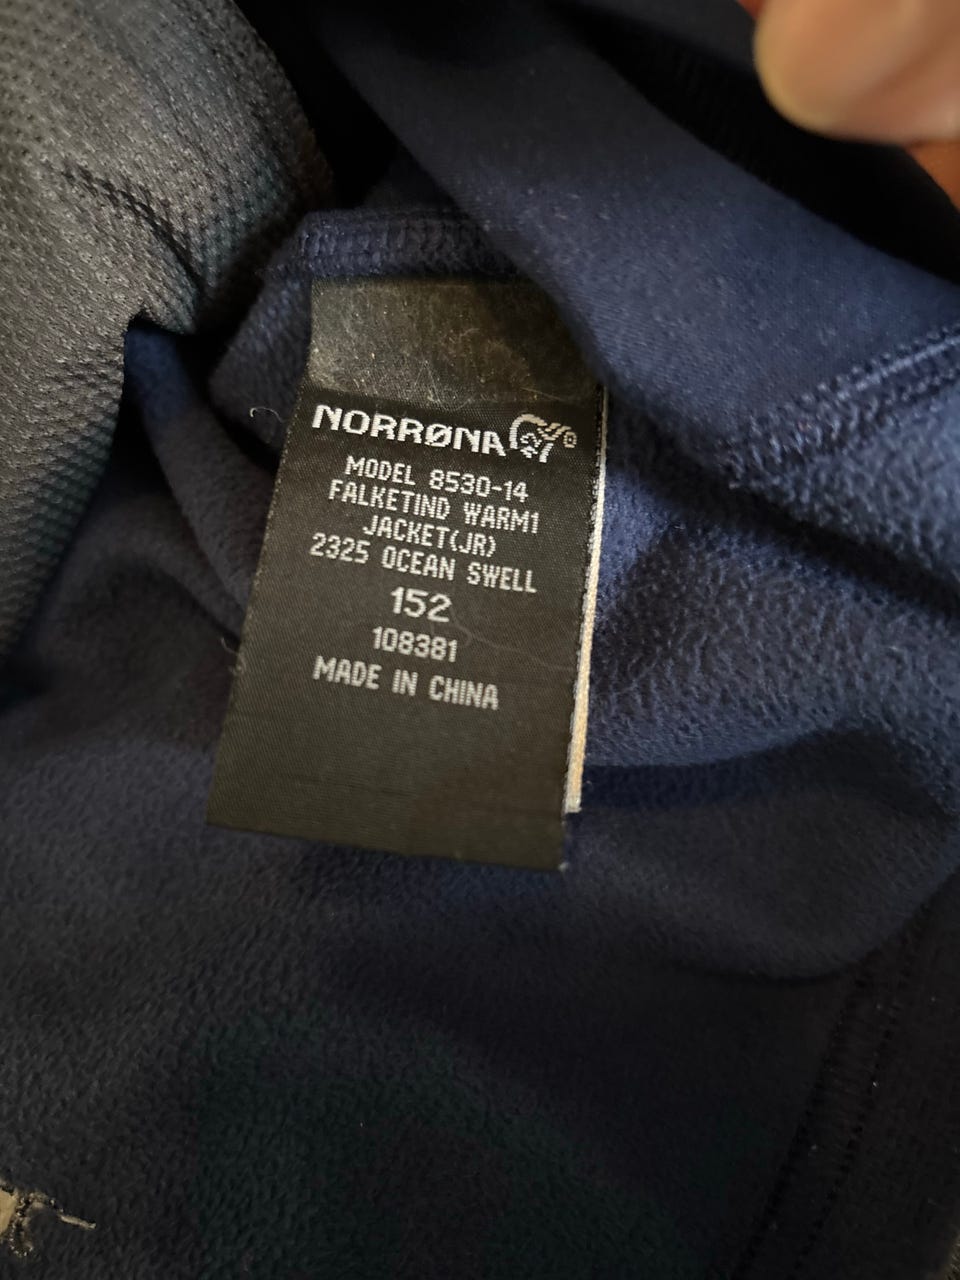 NORRØNA
MODEL 8530-14
FALKETIND WARM1
JACKET(JR)
2325 OCEAN SWELL
152
108381
MADE IN CHINA